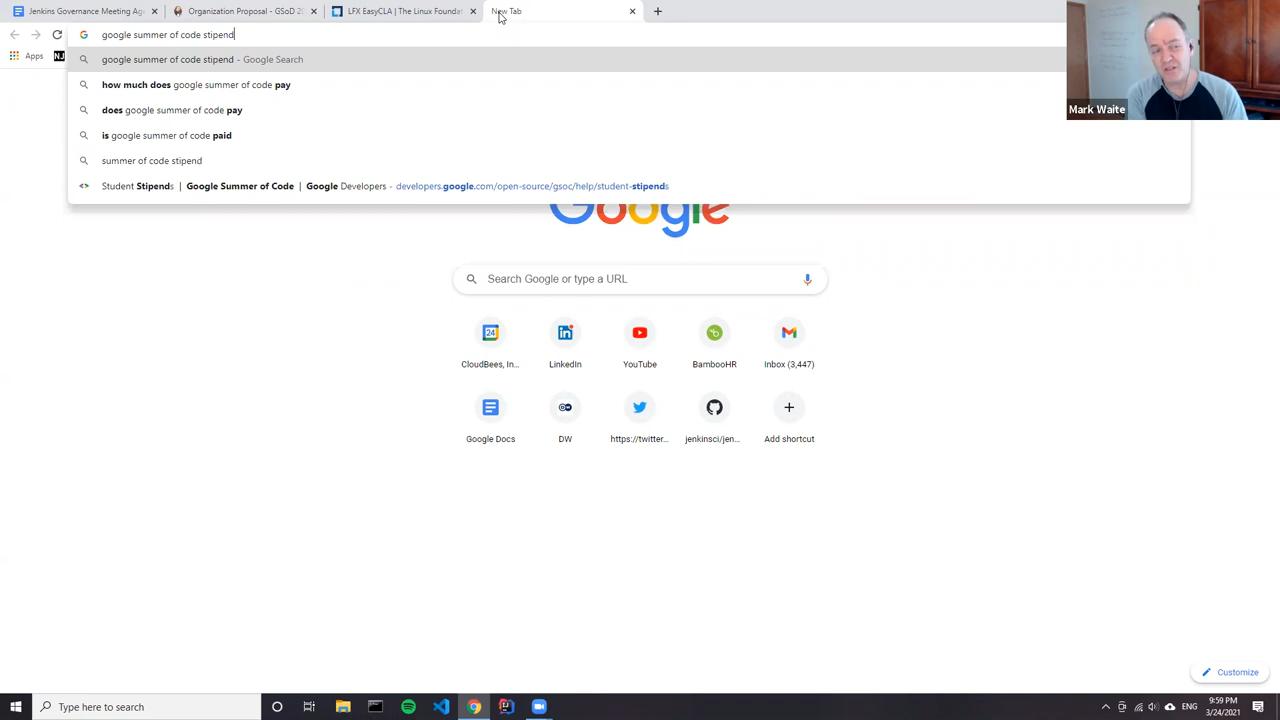 Jenkins Governance Meeting Age
Organization Proposal - GSoD 20
LFX EasyCLA | The Linux Foundat
New Tab
google summer of code stipend
Apps
NJ
google summer of code stipend - Google Search
how much does google summer of code pay
does google summer of code pay
is google summer of code paid
summer of code stipend
Student Stipends | Google Summer of Code | Google Developers - developers.google.com/open-source/gsoc/help/student-stipends
Mark Waite
Google
Search Google or type a URL
24
CloudBees, In...
LinkedIn
YouTube
BambooHR
Inbox (3,447)
Google Docs
DW
https://twitter...
jenkinsci/jen...
Add shortcut
Customize
Type here to search
ENG
9:59 PM
3/24/2021